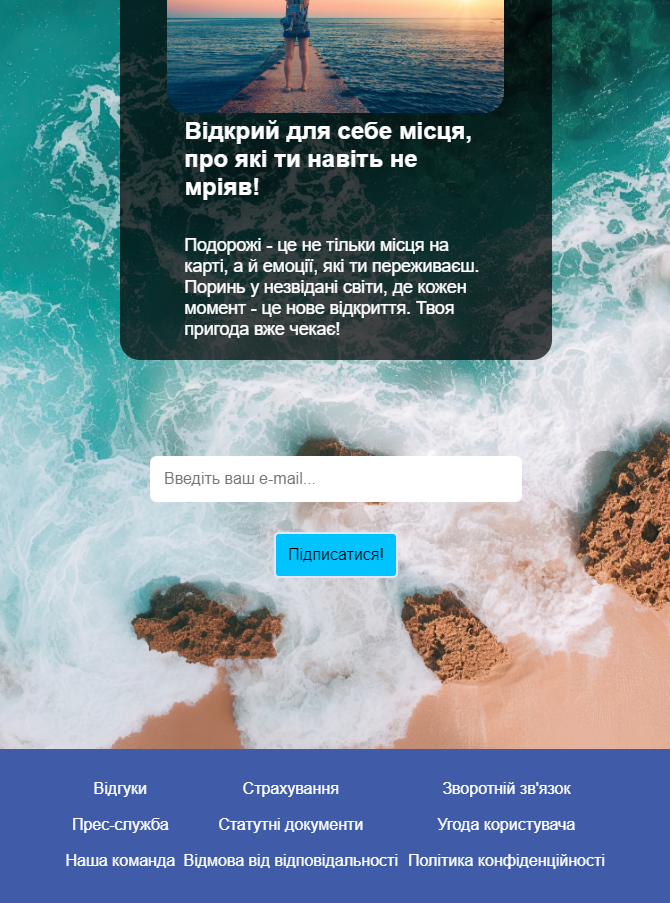 Відкрий для себе місця,
про які ти навіть не
мріяв!
Подорожі - це не тільки місця на
карті, а й емоції, які ти переживаєш.
Поринь у незвідані світи, де кожен
момент - це нове відкриття. Твоя
пригода вже чекає!
Введіть ваш e-mail...
Підписатися!
Відгуки Страхування Зворотній зв'язок
Прес-служба Статутні документи Угода користувача
Наша команда Відмова від відповідальності Політика конфіденційності